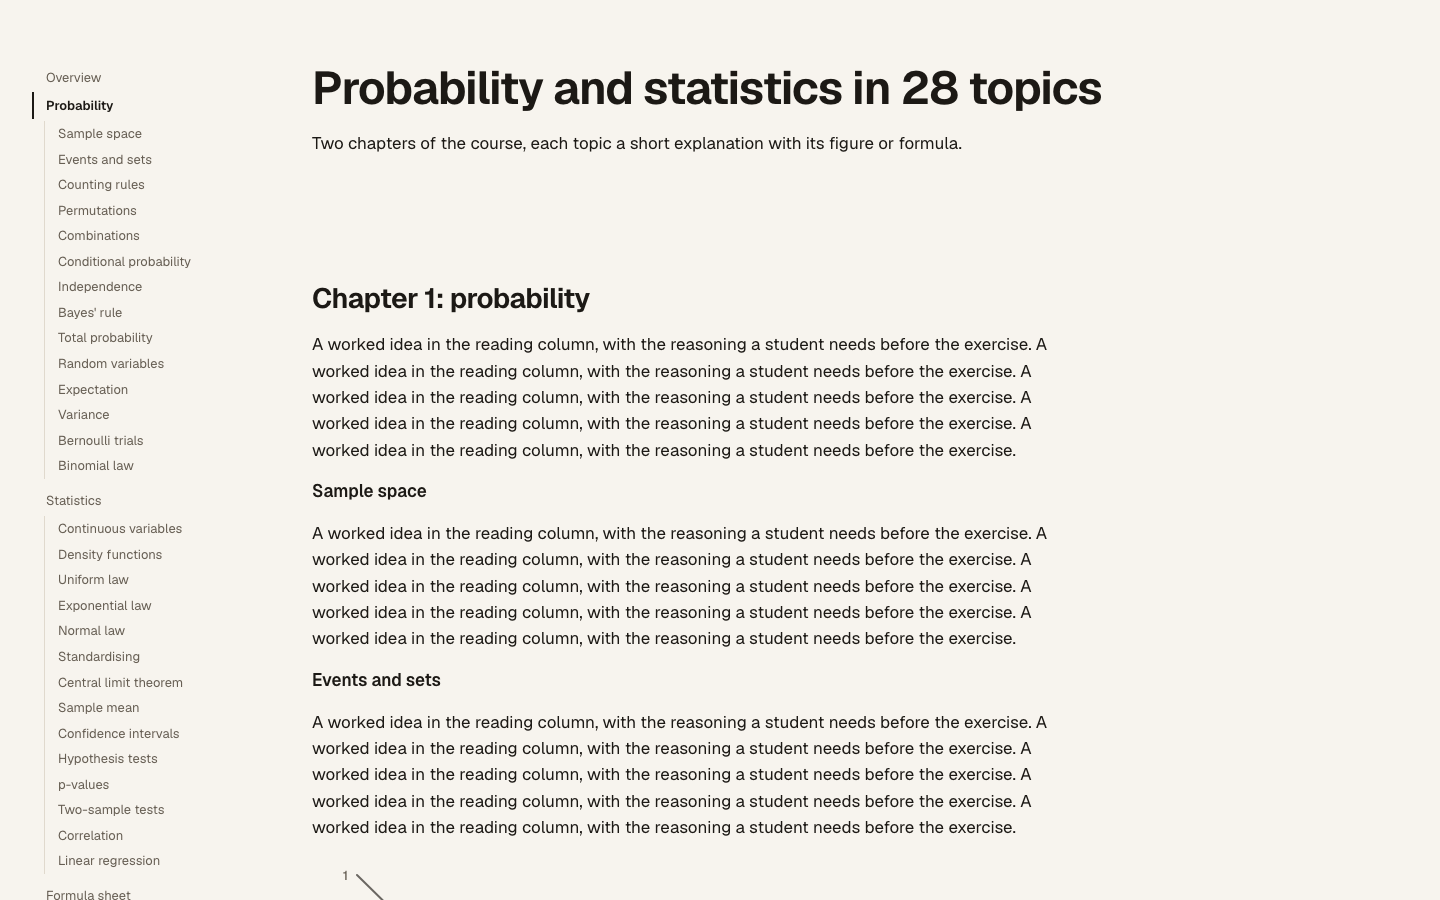 Overview
Probability
Sample space
Events and sets
Counting rules
Permutations
Combinations
Conditional probability
Independence
Bayes' rule
Total probability
Random variables
Expectation
Variance
Bernoulli trials
Binomial law
Statistics
Continuous variables
Density functions
Uniform law
Exponential law
Normal law
Standardising
Central limit theorem
Sample mean
Confidence intervals
Hypothesis tests
p-values
Two-sample tests
Correlation
Linear regression
Formula sheet
Probability and statistics in 28 topics
Two chapters of the course, each topic a short explanation with its figure or formula.
Chapter 1: probability
A worked idea in the reading column, with the reasoning a student needs before the exercise. A
worked idea in the reading column, with the reasoning a student needs before the exercise. A
worked idea in the reading column, with the reasoning a student needs before the exercise. A
worked idea in the reading column, with the reasoning a student needs before the exercise. A
worked idea in the reading column, with the reasoning a student needs before the exercise.
Sample space
A worked idea in the reading column, with the reasoning a student needs before the exercise. A
worked idea in the reading column, with the reasoning a student needs before the exercise. A
worked idea in the reading column, with the reasoning a student needs before the exercise. A
worked idea in the reading column, with the reasoning a student needs before the exercise. A
worked idea in the reading column, with the reasoning a student needs before the exercise.
Events and sets
A worked idea in the reading column, with the reasoning a student needs before the exercise. A
worked idea in the reading column, with the reasoning a student needs before the exercise. A
worked idea in the reading column, with the reasoning a student needs before the exercise. A
worked idea in the reading column, with the reasoning a student needs before the exercise. A
worked idea in the reading column, with the reasoning a student needs before the exercise.
1